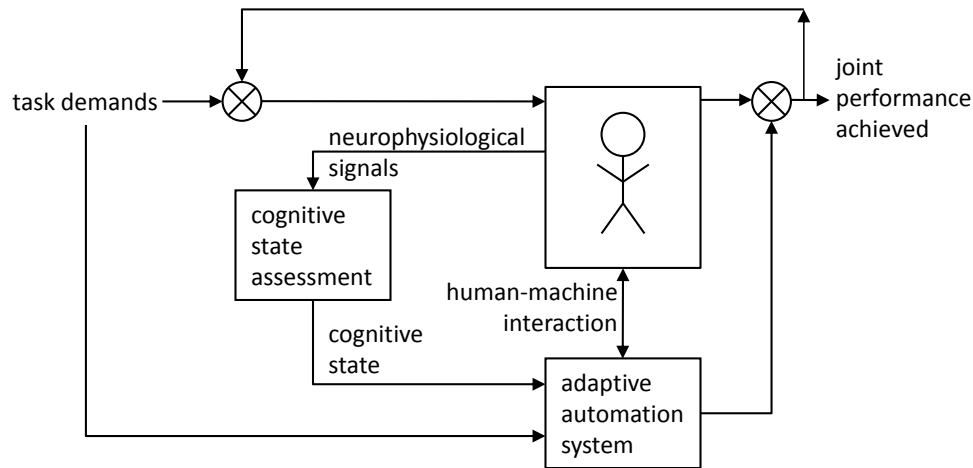 task demands
joint
performance
achieved
neurophysiological
signals
cognitive
state
assessment
human-machine
interaction
cognitive
state
adaptive
automation
system